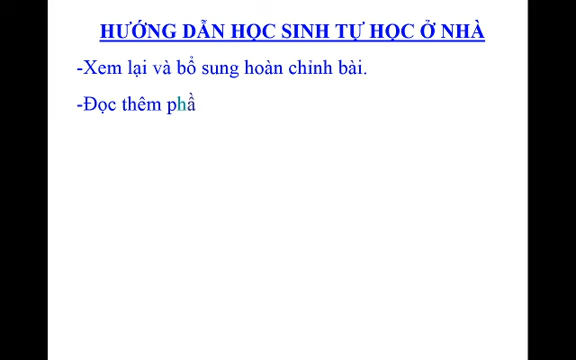 HƯỚNG DẪN HỌC SINH TỰ HỌC Ở NHÀ
-Xem lại và bổ sung hoàn chỉnh bài.
-Đọc thêm phầ